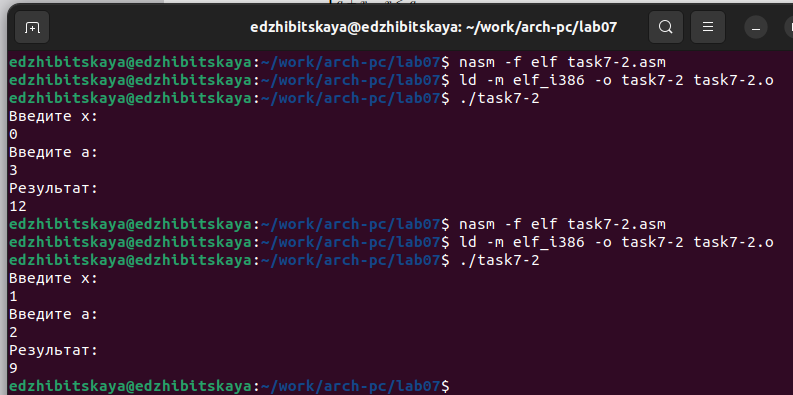 edzhibitskaya@edzhibitskaya: ~/work/arch-pc/lab07
edzhibitskaya@edzhibitskaya:~/work/arch-pc/lab07$ nasm -f elf task7-2.asm
edzhibitskaya@edzhibitskaya:~/work/arch-pc/lab07$ ld -m elf_i386 -o task7-2 task7-2.o
edzhibitskaya@edzhibitskaya:~/work/arch-pc/lab07$ ./task7-2
Введите x:
0
Введите a:
3
Результат:
12
edzhibitskaya@edzhibitskaya:~/work/arch-pc/lab07$ nasm -f elf task7-2.asm
edzhibitskaya@edzhibitskaya:~/work/arch-pc/lab07$ ld -m elf_i386 -o task7-2 task7-2.o
edzhibitskaya@edzhibitskaya:~/work/arch-pc/lab07$ ./task7-2
Введите x:
1
Введите a:
2
Результат:
9
edzhibitskaya@edzhibitskaya:~/work/arch-pc/lab07$